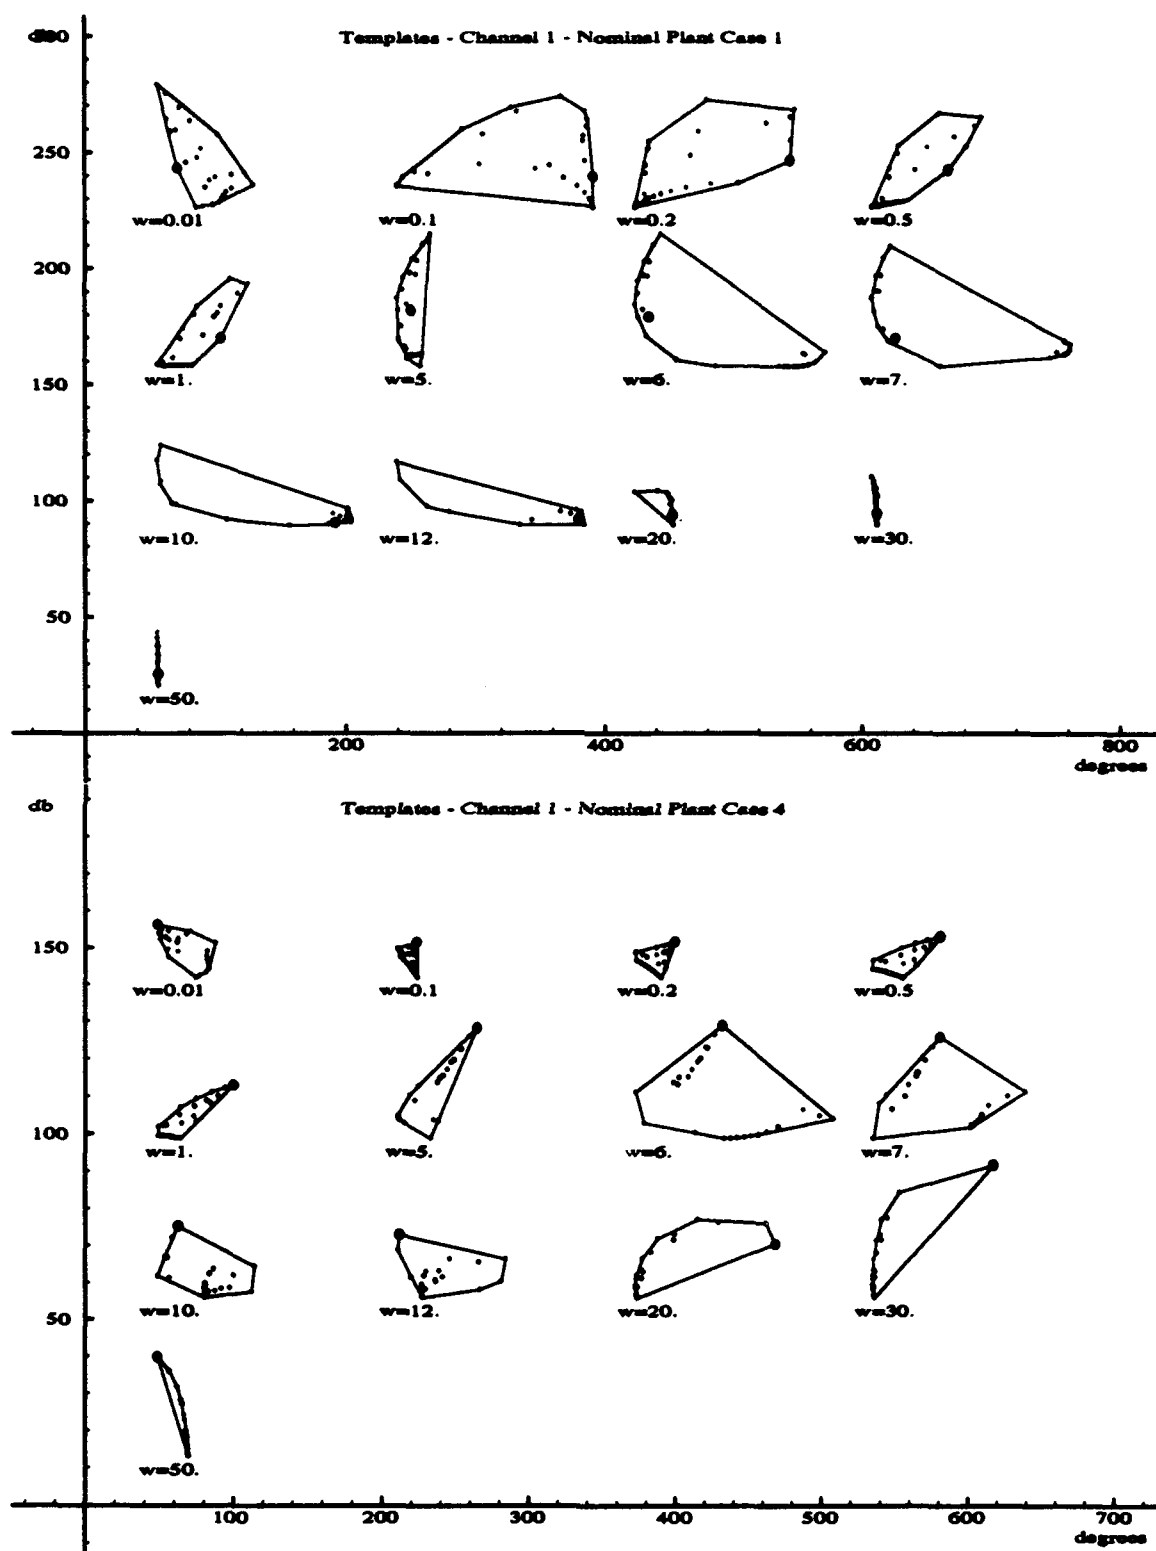 Templates - Channel 1 - Nominal Plant Case 1
250
w=0.01 w=0.1 w=0.2 w=0.5
200
w=1. w=5. w=6. w=7.
150
100
w=10. w=12. w=20. w=30.
50
w=50.
200 400 600 800
degrees
db Templates - Channel 1 - Nominal Plant Case 4
150
w=0.01 w=0.1 w=0.2 w=0.5
100
w=1. w=5. w=6. w=7.
w=10. w=12. w=20. w=30.
50
w=50.
100 200 300 400 500 600 700
degrees